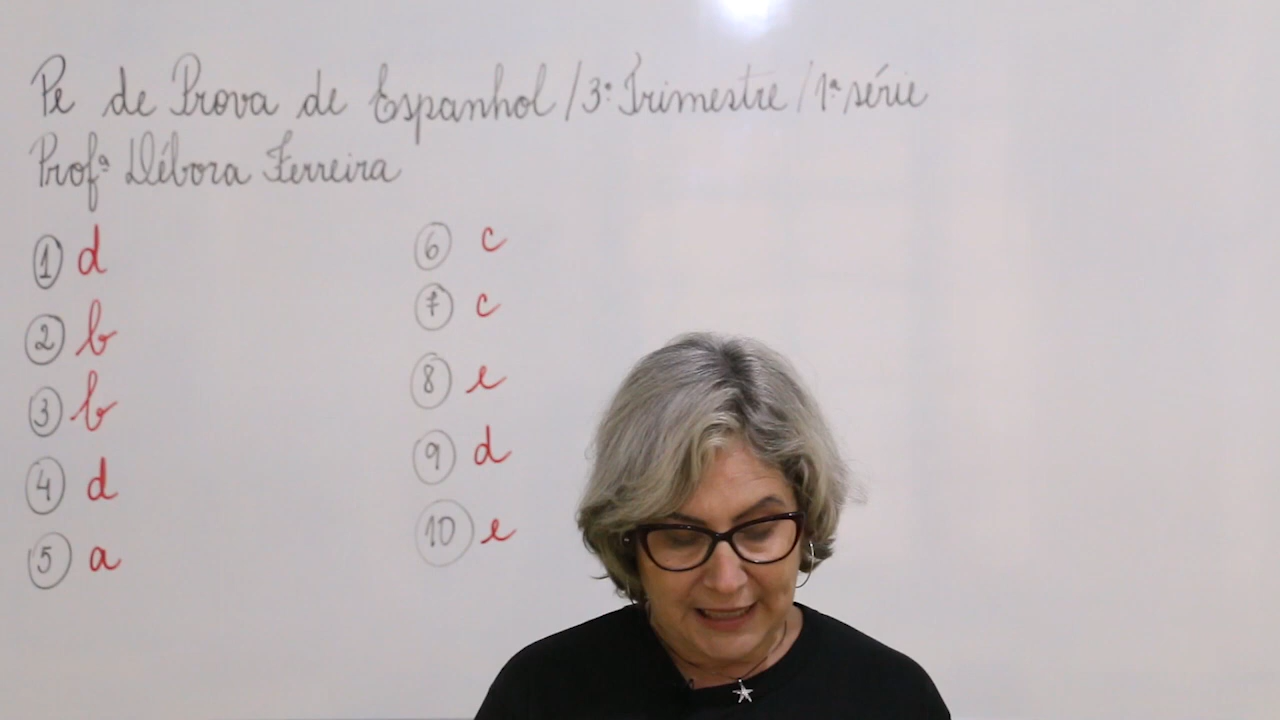 Pé de Prova de Espanhol / 3º Trimestre / 1ª série
Profª Débora Ferreira
1 d
2 b
3 b
4 d
5 a
6 c
7 c
8 e
9 d
10 e